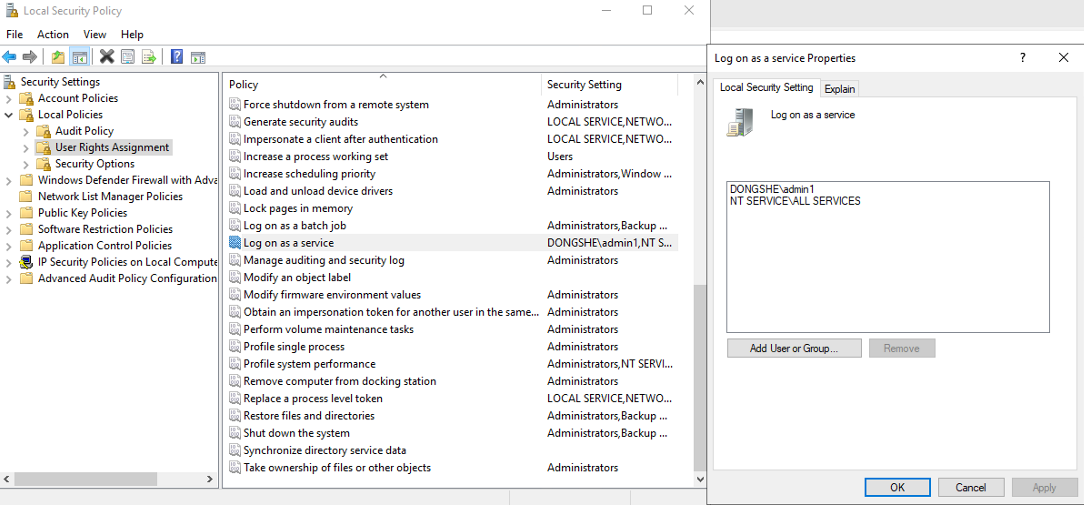 Local Security Policy
File Action View Help
Security Settings
Account Policies
Local Policies
Audit Policy
User Rights Assignment
Security Options
Windows Defender Firewall with Adva
Network List Manager Policies
Public Key Policies
Software Restriction Policies
Application Control Policies
IP Security Policies on Local Compute
Advanced Audit Policy Configuration
Policy Security Setting
Force shutdown from a remote system Administrators
Generate security audits LOCAL SERVICE,NETWO...
Impersonate a client after authentication LOCAL SERVICE,NETWO...
Increase a process working set Users
Increase scheduling priority Administrators,Window ...
Load and unload device drivers Administrators
Lock pages in memory
Log on as a batch job Administrators,Backup ...
Log on as a service DONGSHE\admin1,NT S...
Manage auditing and security log Administrators
Modify an object label
Modify firmware environment values Administrators
Obtain an impersonation token for another user in the same... Administrators
Perform volume maintenance tasks Administrators
Profile single process Administrators
Profile system performance Administrators,NT SERVI...
Remove computer from docking station Administrators
Replace a process level token LOCAL SERVICE,NETWO...
Restore files and directories Administrators,Backup ...
Shut down the system Administrators,Backup ...
Synchronize directory service data
Take ownership of files or other objects Administrators
Log on as a service Properties
Local Security Setting Explain
Log on as a service
DONGSHE\admin1
NT SERVICE\ALL SERVICES
Add User or Group... Remove
OK Cancel Apply